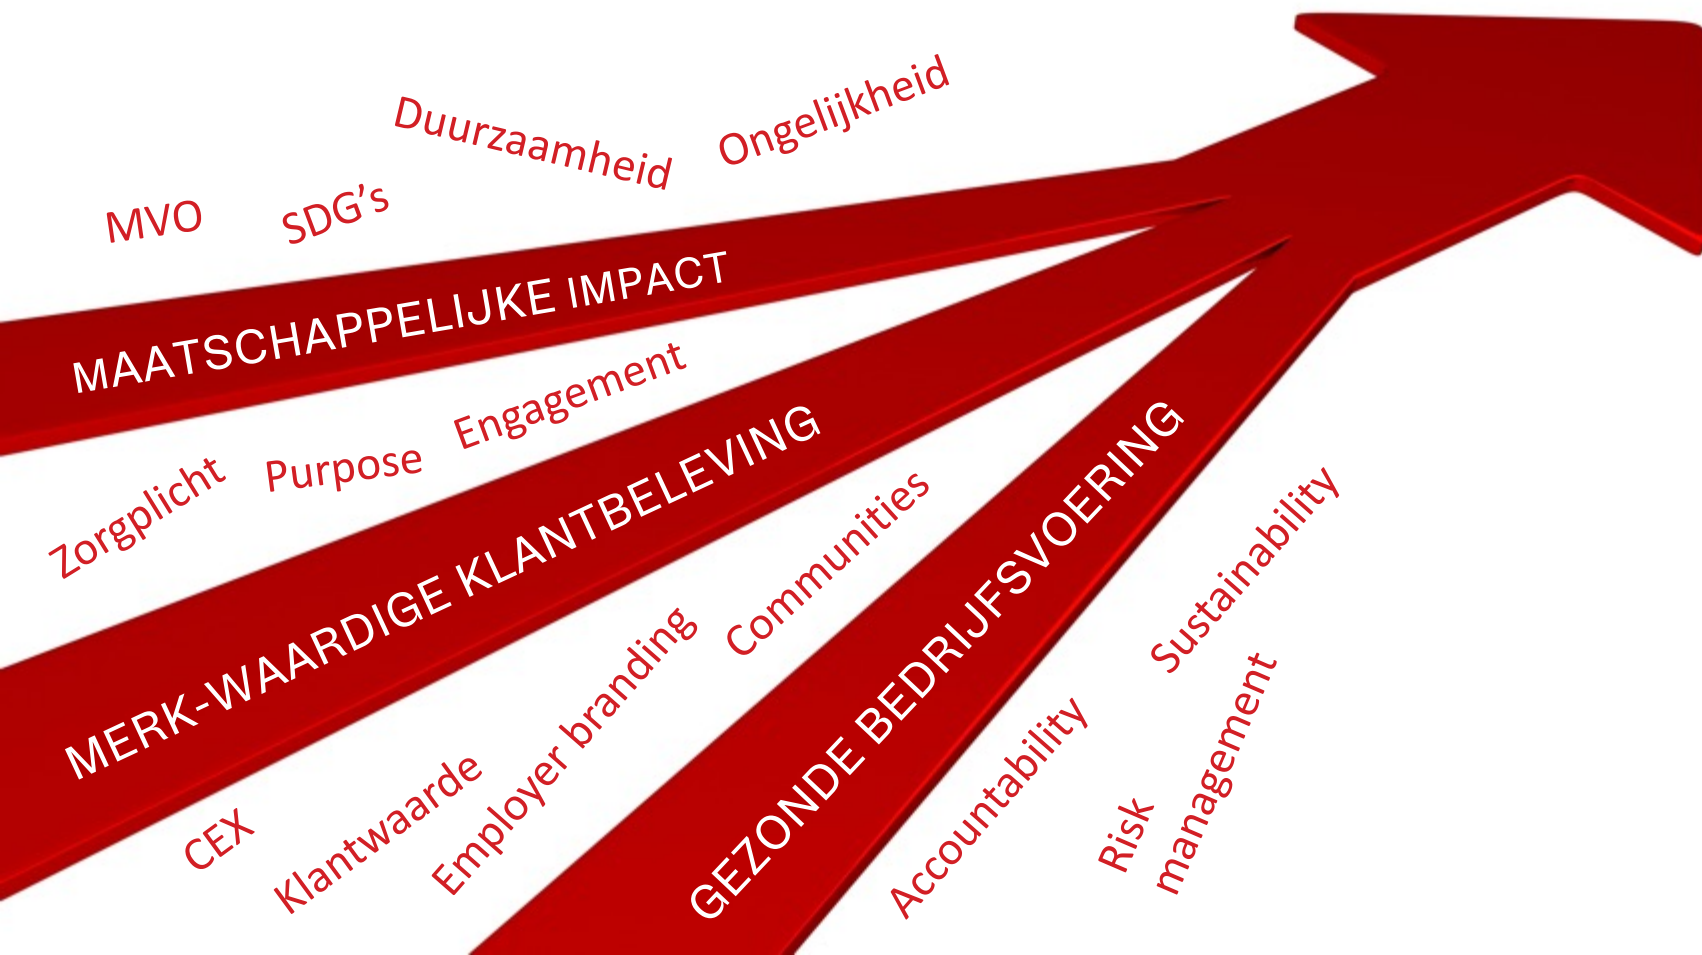 Duurzaamheid
Ongelijkheid
MVO
SDG’s
MAATSCHAPPELIJKE IMPACT
Zorgplicht
Purpose
Engagement
MERK-WAARDIGE KLANTBELEVING
CEX
Klantwaarde
Employer branding
Communities
GEZONDE BEDRIJFSVOERING
Accountability
Sustainability
Risk
management